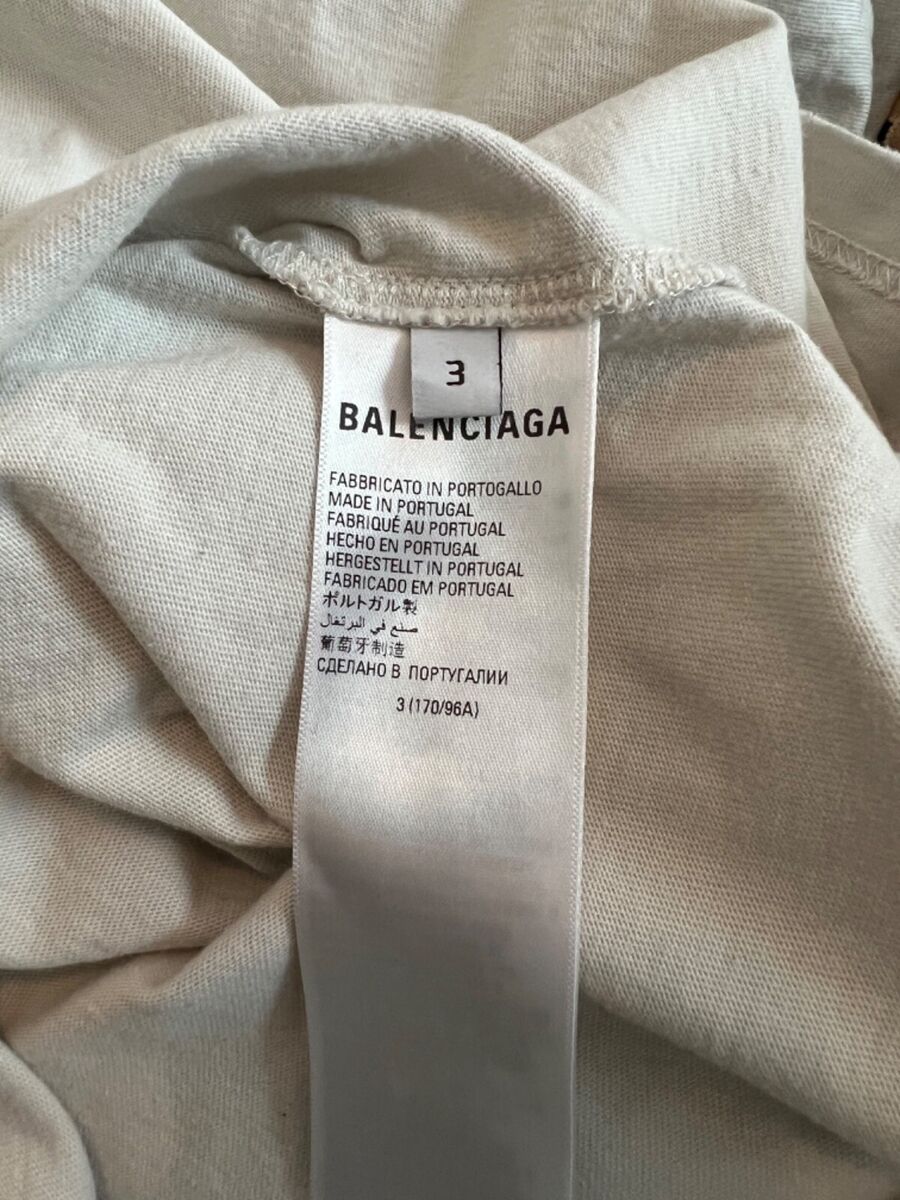 3
BALENCIAGA
FABBRICATO IN PORTOGALLO
MADE IN PORTUGAL
FABRIQUÉ AU PORTUGAL
HECHO EN PORTUGAL
HERGESTELLT IN PORTUGAL
FABRICADO EM PORTUGAL
ポルトガル製
صنع في البرتغال
葡萄牙制造
СДЕЛАНО В ПОРТУГАЛИИ
3 (170/96A)